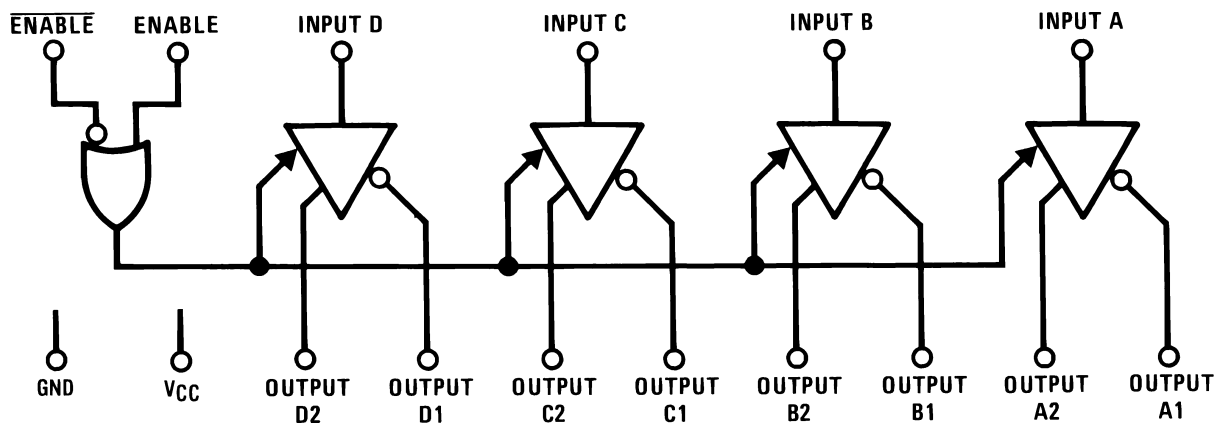 ENABLE ENABLE INPUT D INPUT C INPUT B INPUT A
GND VCC OUTPUT D2 OUTPUT D1 OUTPUT C2 OUTPUT C1 OUTPUT B2 OUTPUT B1 OUTPUT A2 OUTPUT A1